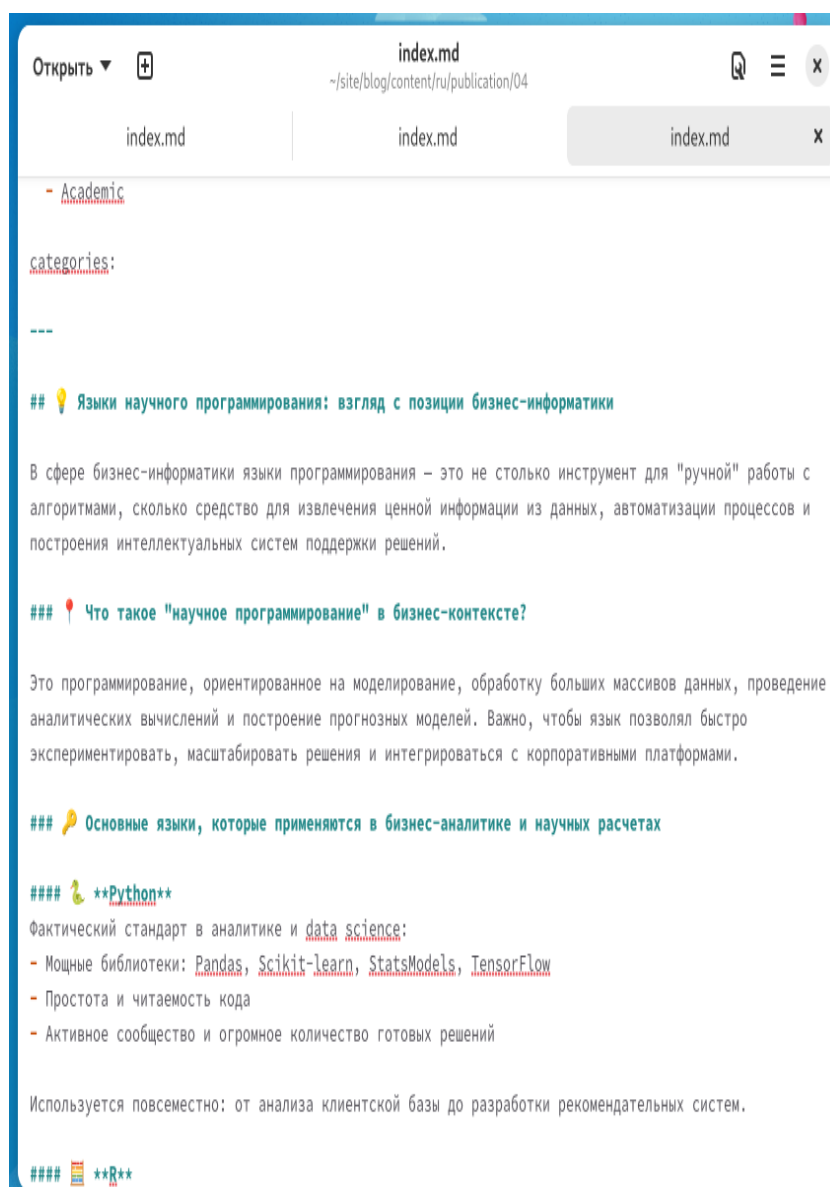 Открыть
index.md
~/site/blog/content/ru/publication/04
index.md
index.md
index.md
- Academic
categories:
---
## 💡 Языки научного программирования: взгляд с позиции бизнес-информатики
В сфере бизнес-информатики языки программирования – это не столько инструмент для "ручной" работы с
алгоритмами, сколько средство для извлечения ценной информации из данных, автоматизации процессов и
построения интеллектуальных систем поддержки решений.
### 📍 Что такое "научное программирование" в бизнес-контексте?
Это программирование, ориентированное на моделирование, обработку больших массивов данных, проведение
аналитических вычислений и построение прогнозных моделей. Важно, чтобы язык позволял быстро
экспериментировать, масштабировать решения и интегрироваться с корпоративными платформами.
### 🔑 Основные языки, которые применяются в бизнес-аналитике и научных расчетах
#### 🐍 **Python**
Фактический стандарт в аналитике и data science:
- Мощные библиотеки: Pandas, Scikit-learn, StatsModels, TensorFlow
- Простота и читаемость кода
- Активное сообщество и огромное количество готовых решений
Используется повсеместно: от анализа клиентской базы до разработки рекомендательных систем.
#### 🧮 **R**